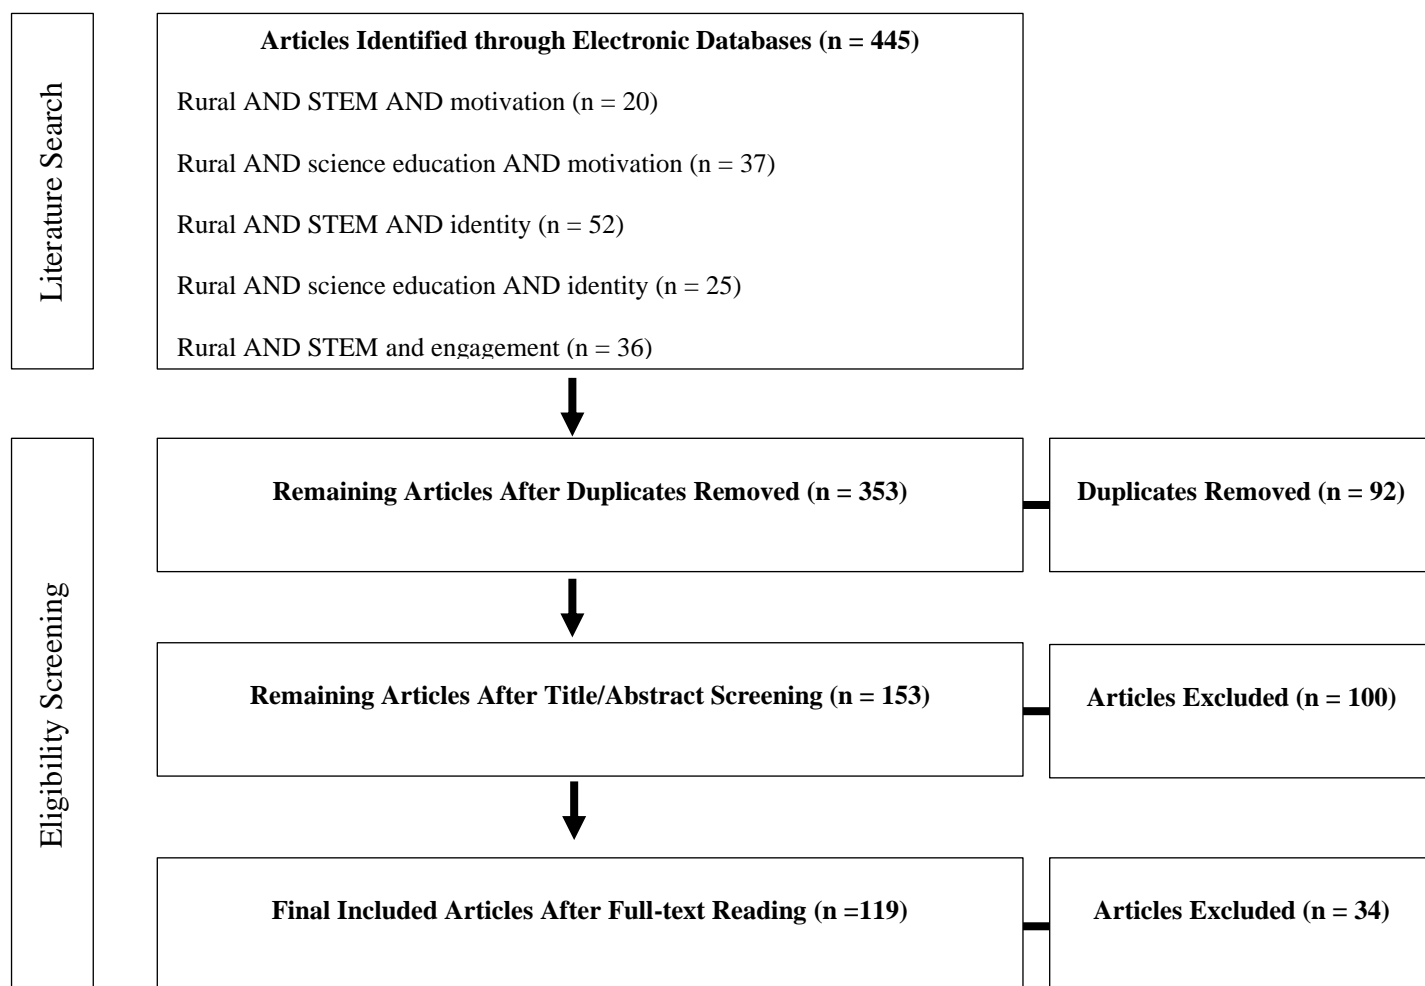 Literature Search
Articles Identified through Electronic Databases (n = 445)
Rural AND STEM AND motivation (n = 20)
Rural AND science education AND motivation (n = 37)
Rural AND STEM AND identity (n = 52)
Rural AND science education AND identity (n = 25)
Rural AND STEM and engagement (n = 36)
Eligibility Screening
Remaining Articles After Duplicates Removed (n = 353)
Duplicates Removed (n = 92)
Remaining Articles After Title/Abstract Screening (n = 153)
Articles Excluded (n = 100)
Final Included Articles After Full-text Reading (n =119)
Articles Excluded (n = 34)